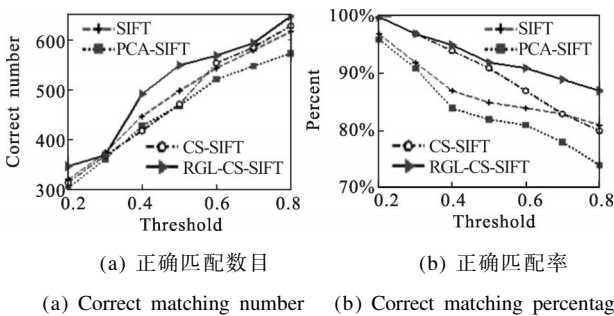 600
500
400
300
Correct number
SIFT
PCA-SIFT
CS-SIFT
RGL-CS-SIFT
0.2 0.4 0.6 0.8
Threshold
100%
90%
80%
70%
Percent
SIFT
PCA-SIFT
CS-SIFT
RGL-CS-SIFT
0.2 0.4 0.6 0.8
Threshold
(a) 正确匹配数目 (b) 正确匹配率
(a) Correct matching number (b) Correct matching percentag